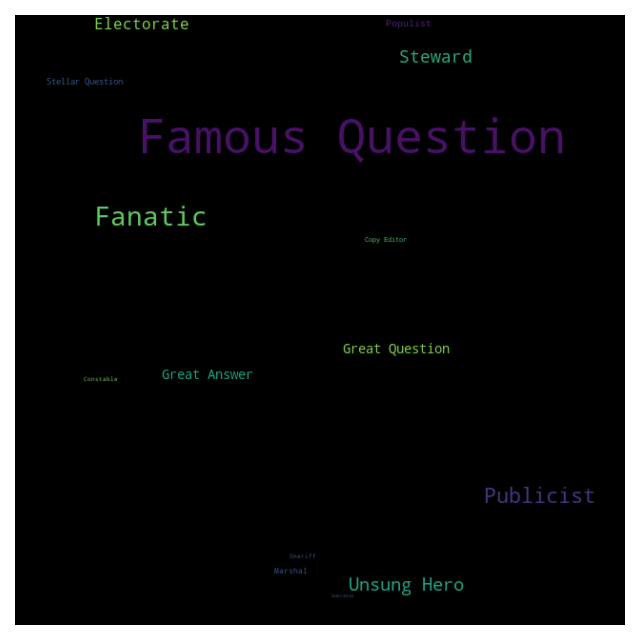 Electorate
Populist
Steward
Stellar Question
Famous Question
Fanatic
Copy Editor
Great Question
Great Answer
Constable
Publicist
Sheriff
Marshal
Unsung Hero